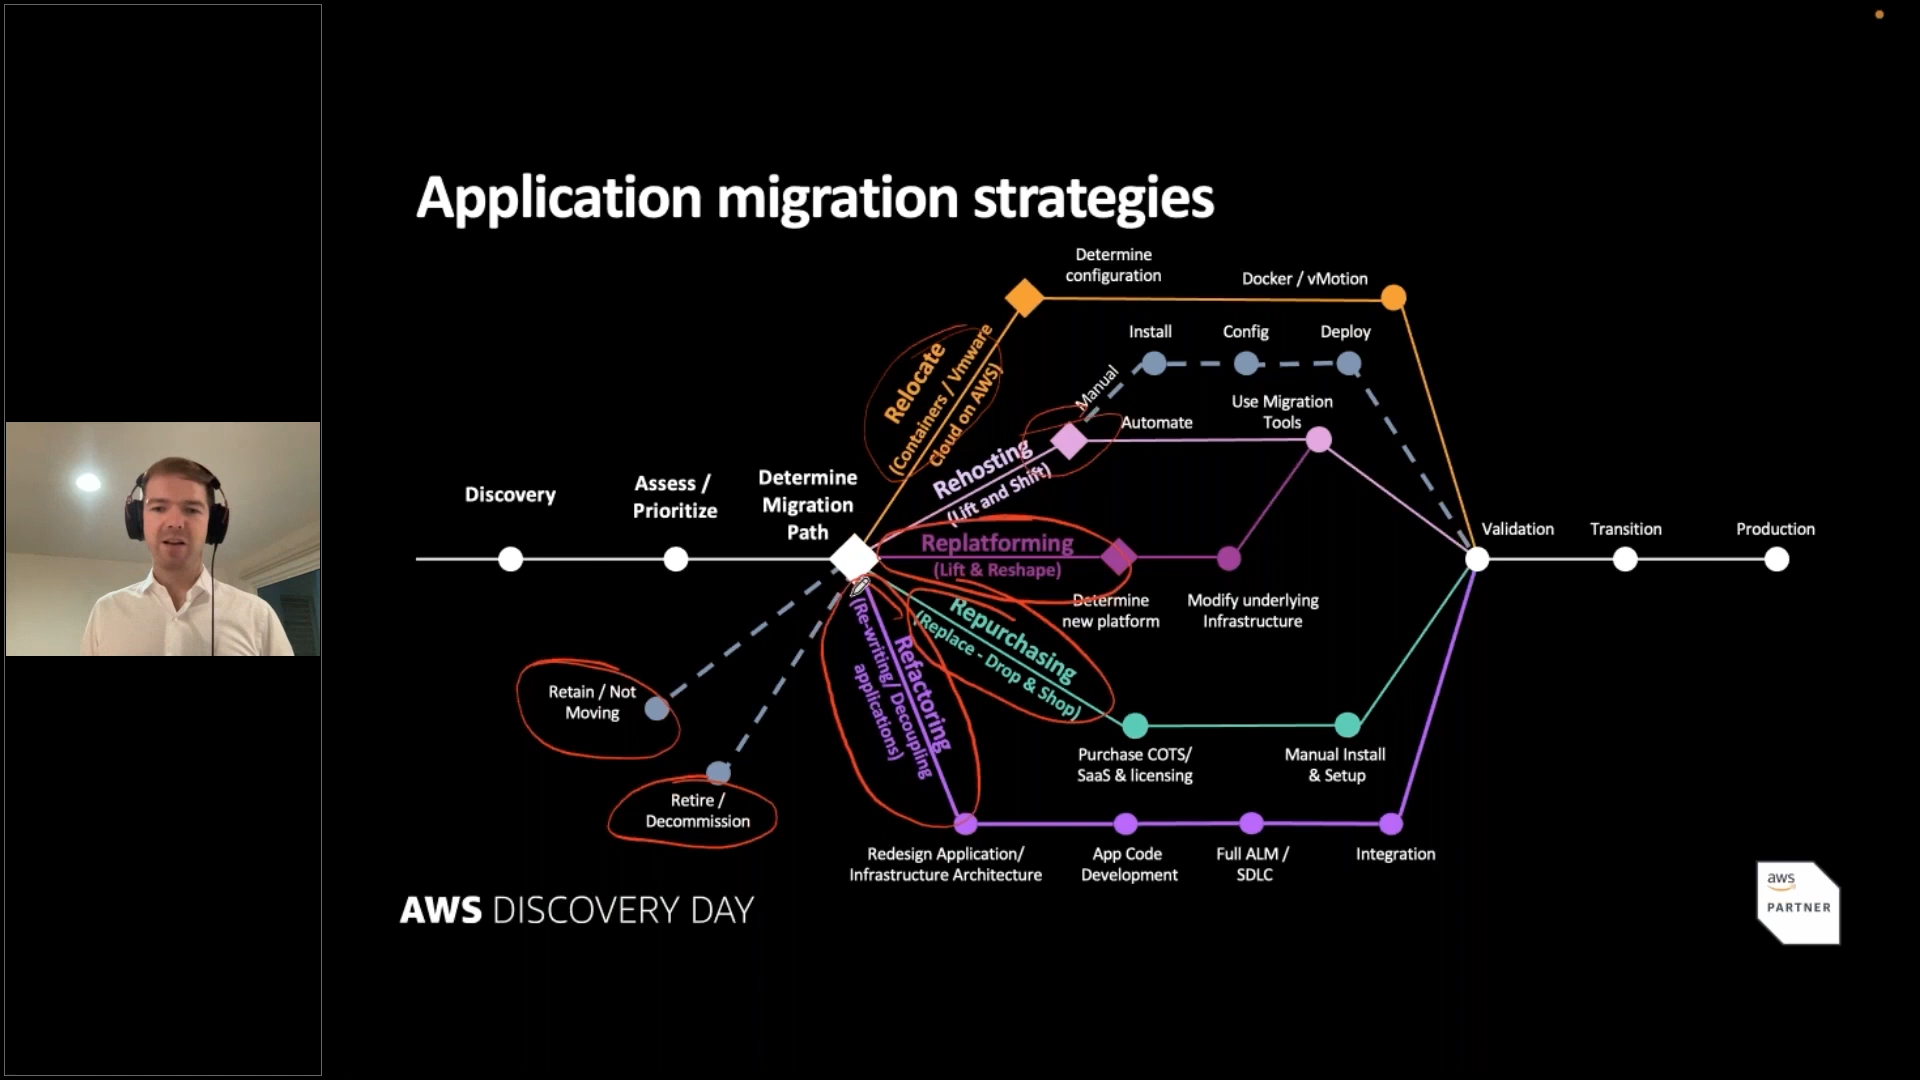 Application migration strategies
Determine
configuration
Docker / vMotion
Install
Config
Deploy
Relocate
(Containers / Vmware
Cloud on AWS)
Manual
Automate
Use Migration
Tools
Rehosting
(Lift and Shift)
Discovery
Assess /
Prioritize
Determine
Migration
Path
Replatforming
(Lift & Reshape)
Determine
new platform
Modify underlying
Infrastructure
Validation
Transition
Production
Repurchasing
(Replace - Drop & Shop)
Refactoring
(Re-writing/ Decoupling
applications)
Retain / Not
Moving
Retire /
Decommission
Purchase COTS/
SaaS & licensing
Manual Install
& Setup
Redesign Application/
Infrastructure Architecture
App Code
Development
Full ALM /
SDLC
Integration
AWS DISCOVERY DAY
aws
PARTNER